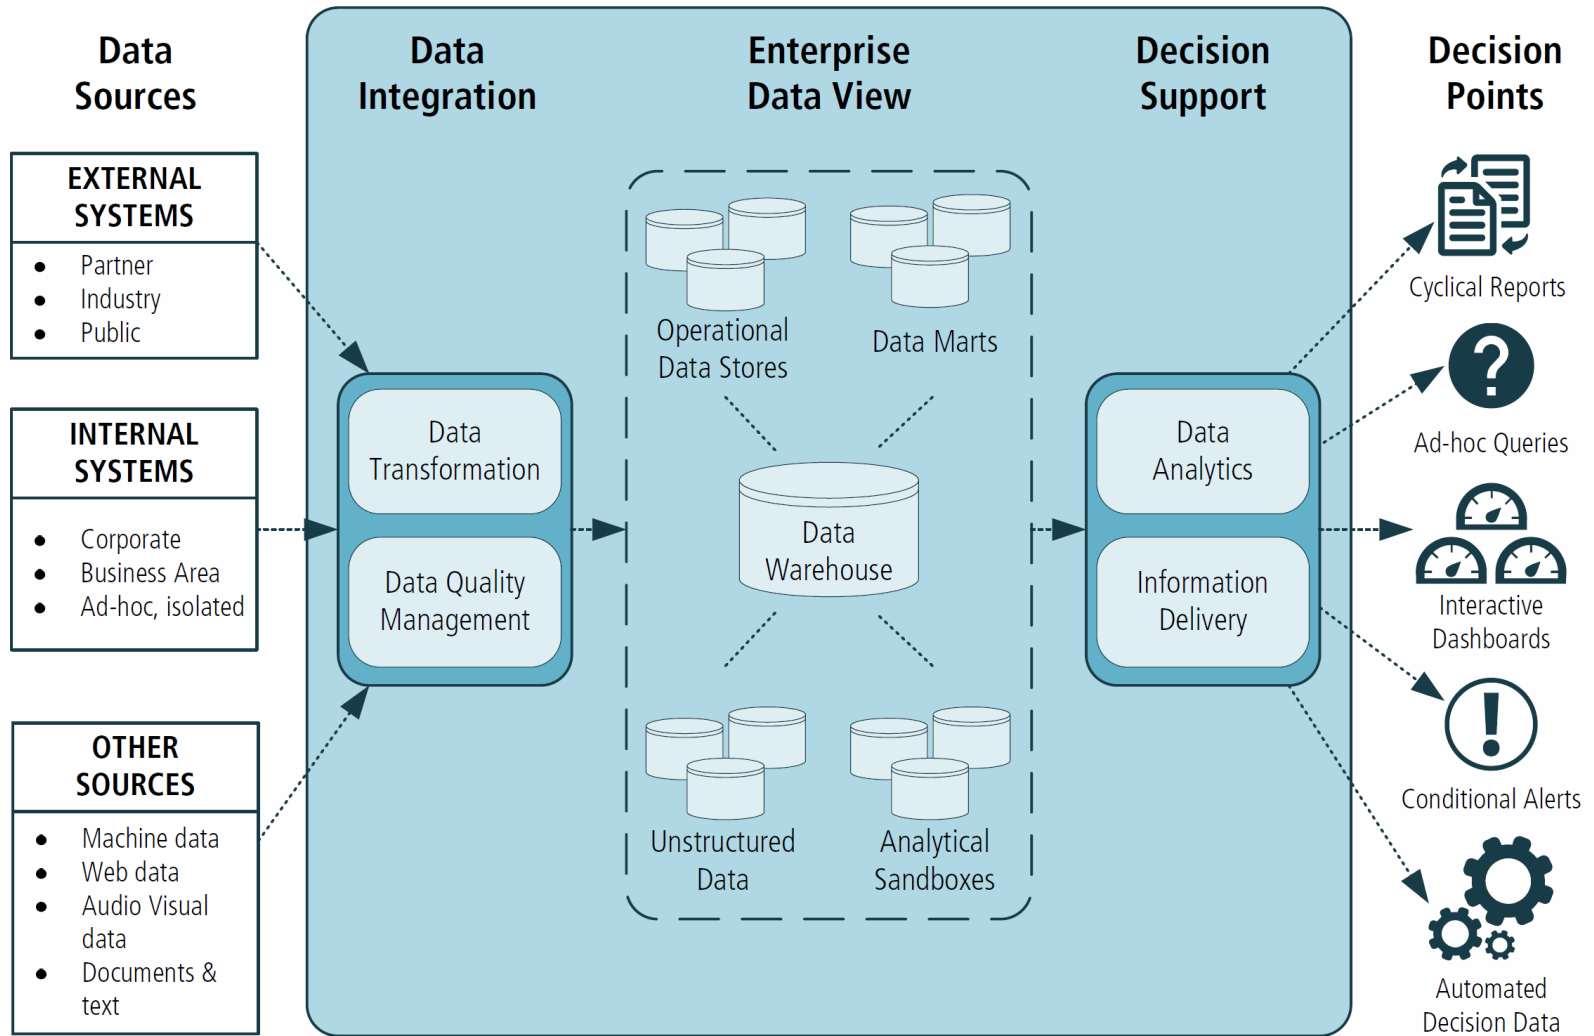 Data
Sources
Data
Integration
Enterprise
Data View
Decision
Support
Decision
Points
EXTERNAL
SYSTEMS
● Partner
● Industry
● Public
INTERNAL
SYSTEMS
● Corporate
● Business Area
● Ad-hoc, isolated
OTHER
SOURCES
● Machine data
● Web data
● Audio Visual
data
● Documents &
text
Data
Transformation
Data Quality
Management
Operational
Data Stores
Data Marts
Data
Warehouse
Unstructured
Data
Analytical
Sandboxes
Data
Analytics
Information
Delivery
Cyclical Reports
?
Ad-hoc Queries
Interactive
Dashboards
!
Conditional Alerts
Automated
Decision Data